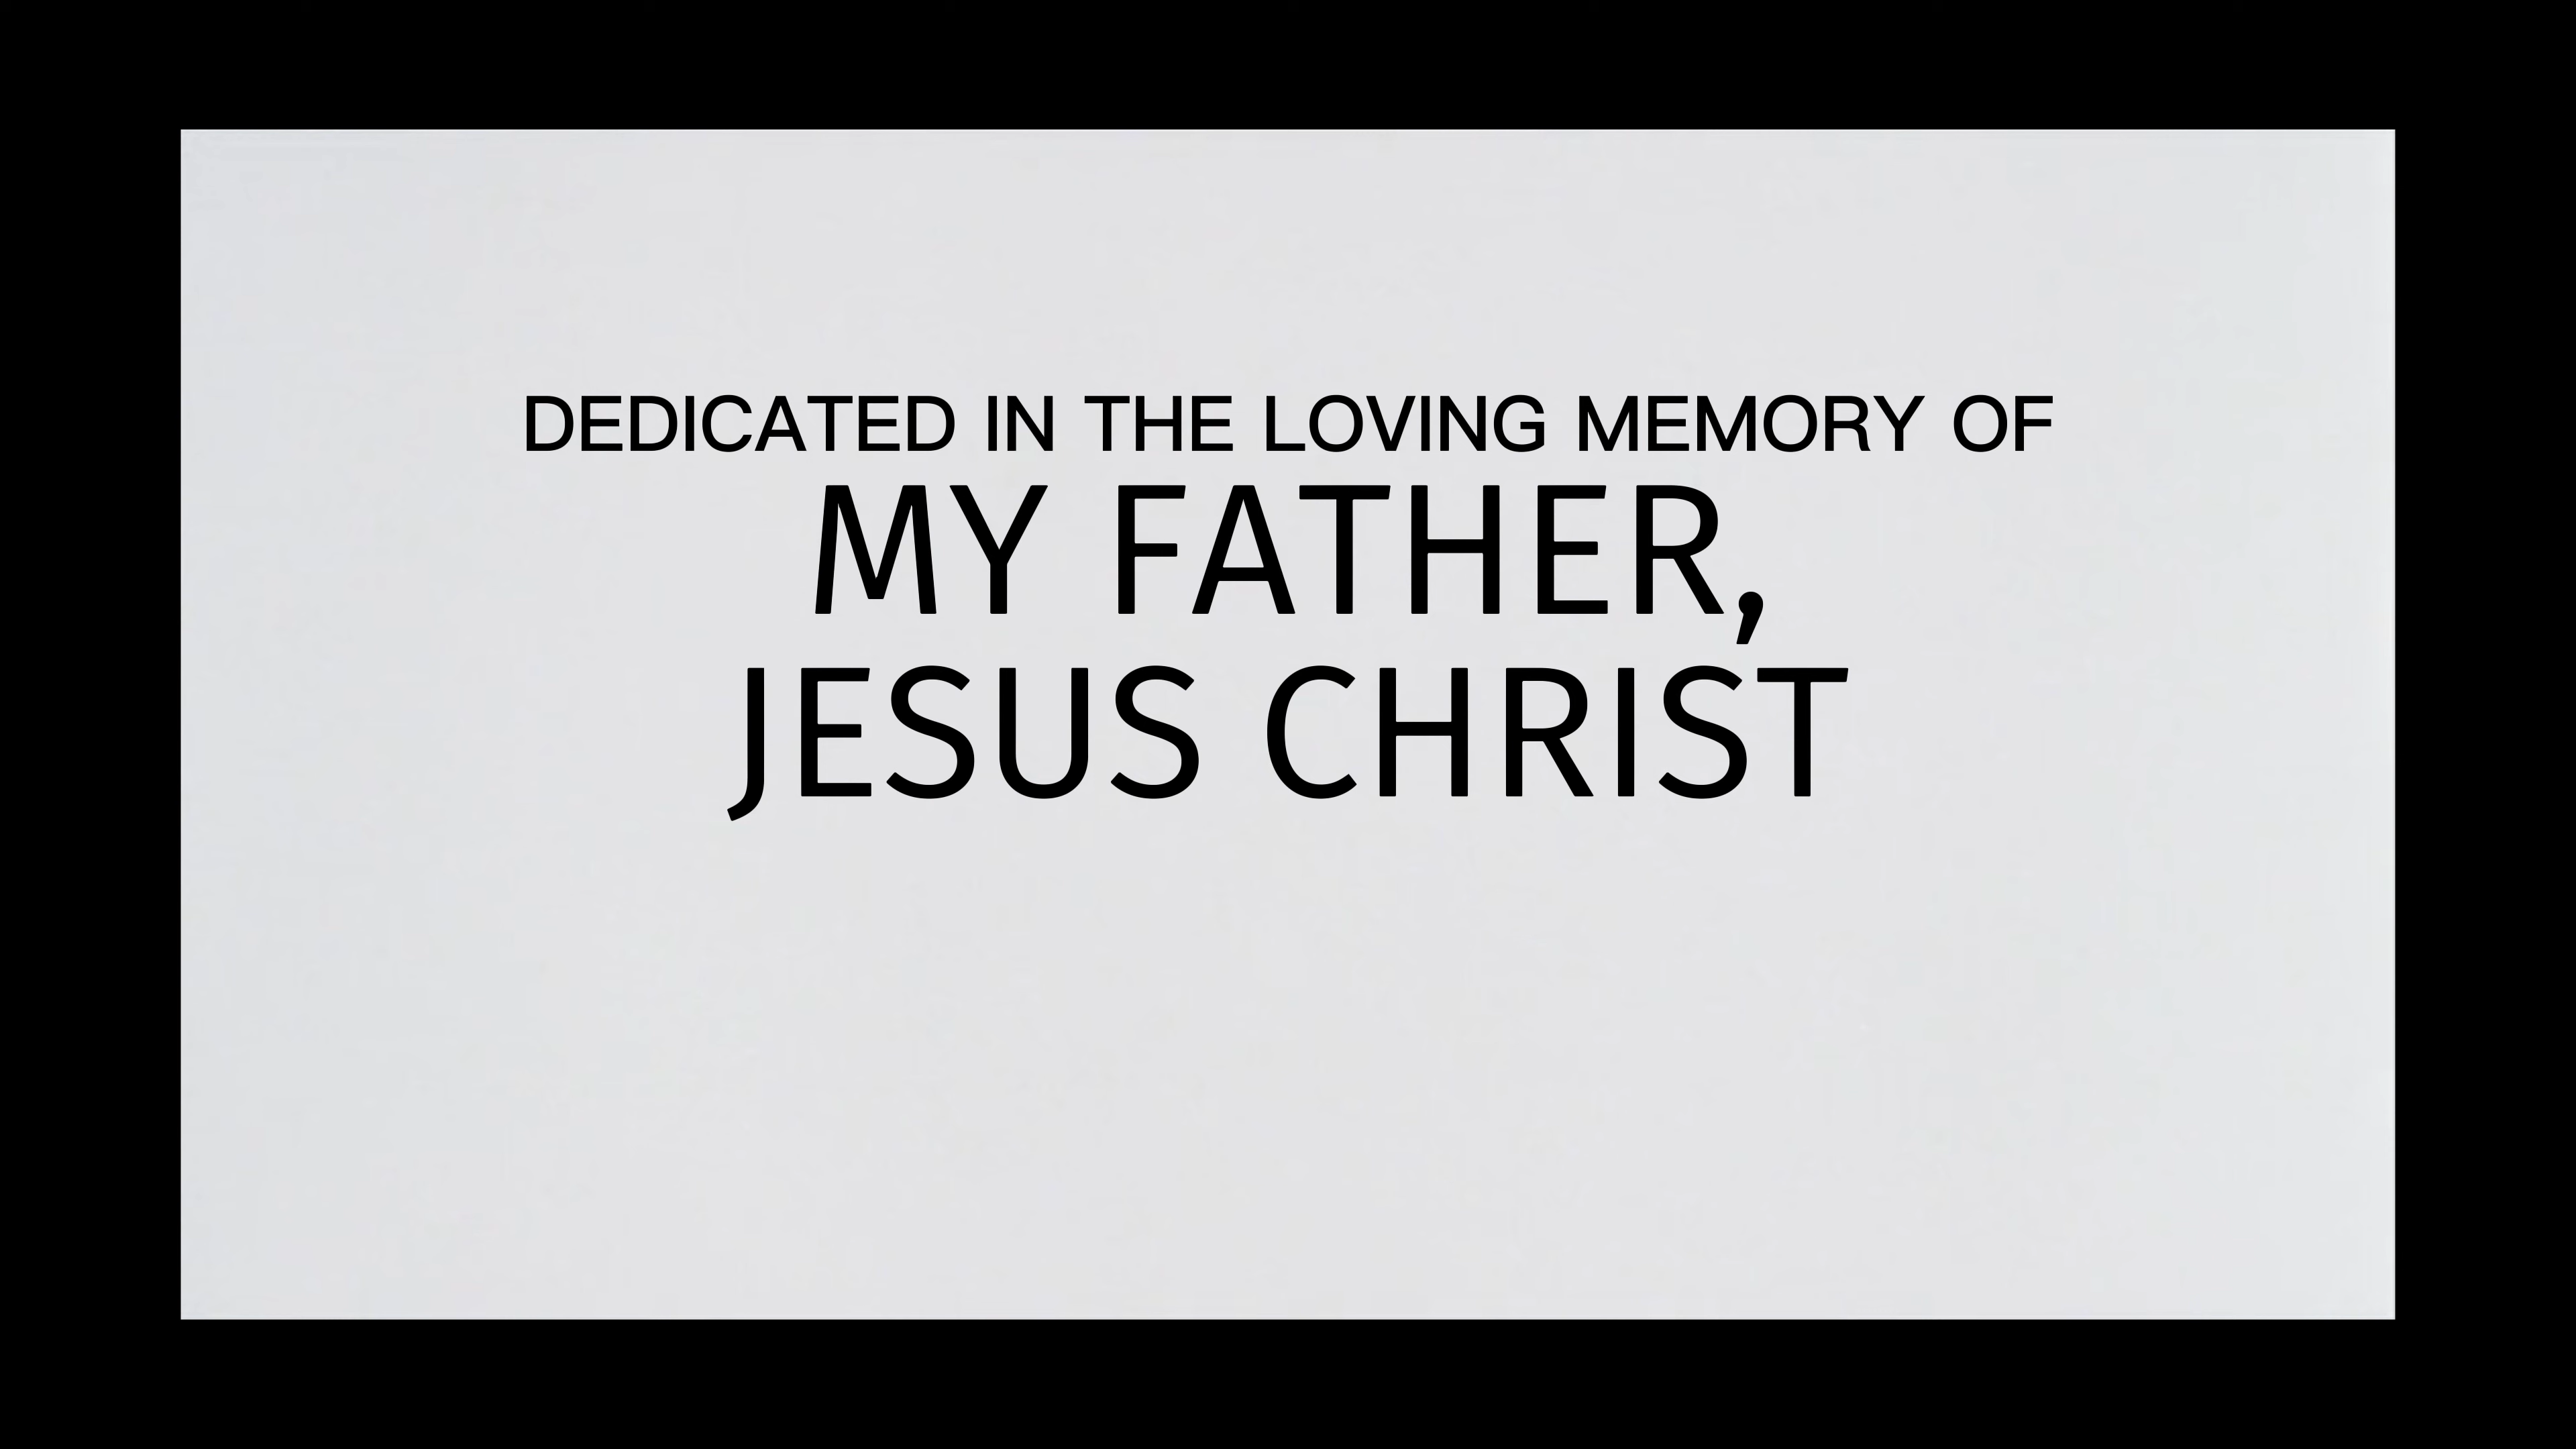 DEDICATED IN THE LOVING MEMORY OF
MY FATHER,
JESUS CHRIST